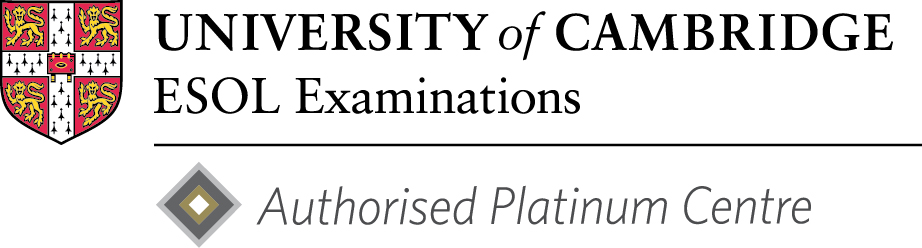 UNIVERSITY of CAMBRIDGE
ESOL Examinations
Authorised Platinum Centre